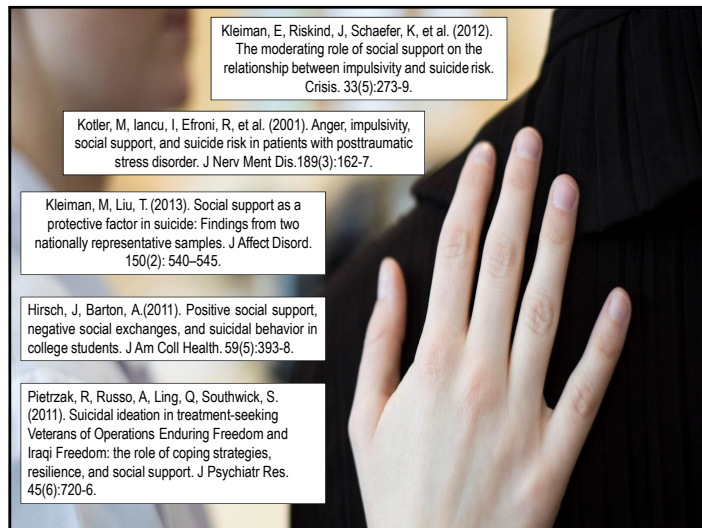 Kleiman, E, Riskind, J, Schaefer, K, et al. (2012).
The moderating role of social support on the
relationship between impulsivity and suicide risk.
Crisis. 33(5):273-9.
Kotler, M, Iancu, I, Efroni, R, et al. (2001). Anger, impulsivity,
social support, and suicide risk in patients with posttraumatic
stress disorder. J Nerv Ment Dis.189(3):162-7.
Kleiman, M, Liu, T. (2013). Social support as a
protective factor in suicide: Findings from two
nationally representative samples. J Affect Disord.
150(2): 540–545.
Hirsch, J, Barton, A.(2011). Positive social support,
negative social exchanges, and suicidal behavior in
college students. J Am Coll Health. 59(5):393-8.
Pietrzak, R, Russo, A, Ling, Q, Southwick, S.
(2011). Suicidal ideation in treatment-seeking
Veterans of Operations Enduring Freedom and
Iraqi Freedom: the role of coping strategies,
resilience, and social support. J Psychiatr Res.
45(6):720-6.